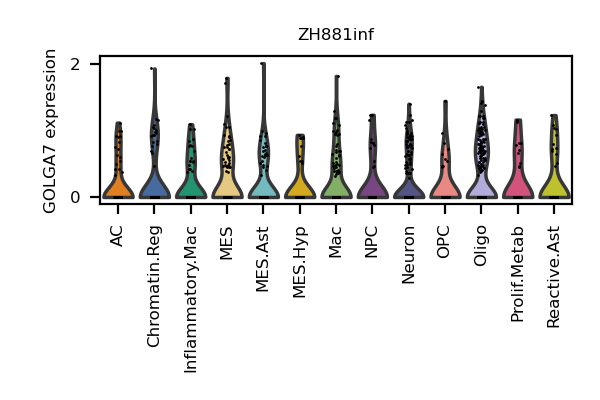 ZH881inf
GOLGA7 expression
2
0
AC
Chromatin.Reg
Inflammatory.Mac
MES
MES.Ast
MES.Hyp
Mac
NPC
Neuron
OPC
Oligo
Prolif.Metab
Reactive.Ast